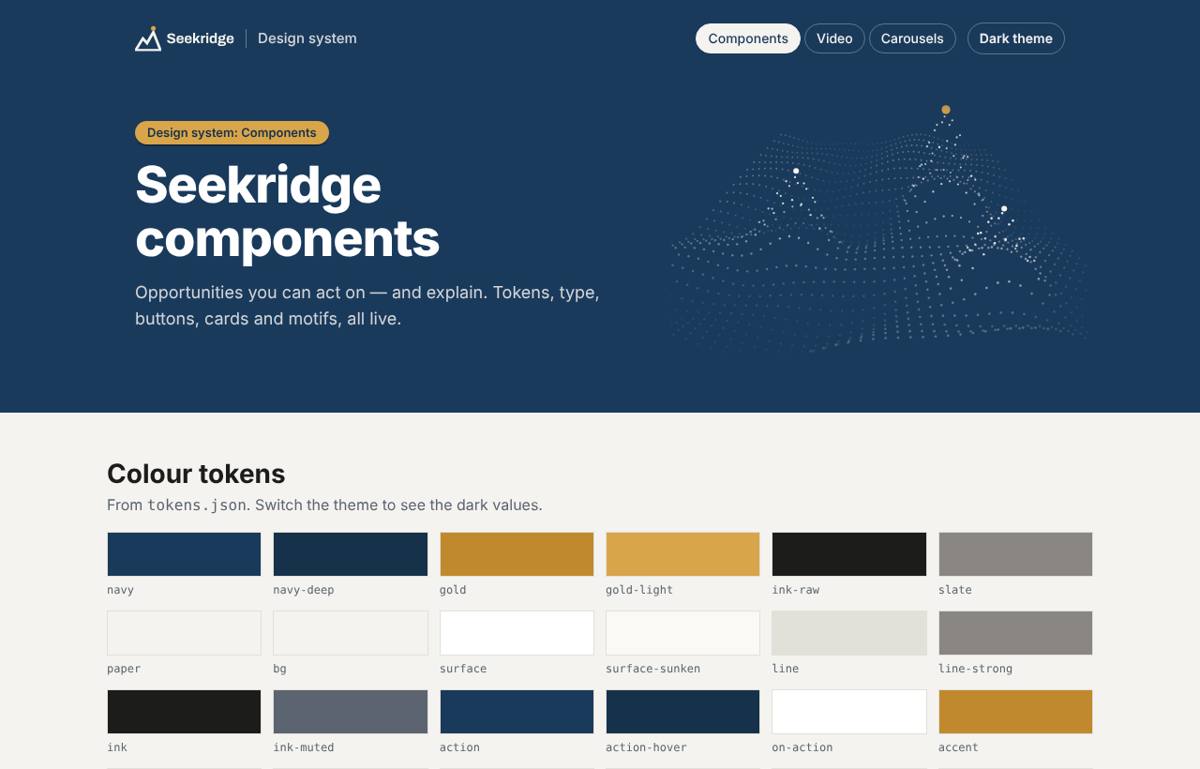 Seekridge
Design system
Components
Video
Carousels
Dark theme
Design system: Components
Seekridge
components
Opportunities you can act on — and explain. Tokens, type,
buttons, cards and motifs, all live.
Colour tokens
From tokens.json. Switch the theme to see the dark values.
navy
navy-deep
gold
gold-light
ink-raw
slate
paper
bg
surface
surface-sunken
line
line-strong
ink
ink-muted
action
action-hover
on-action
accent